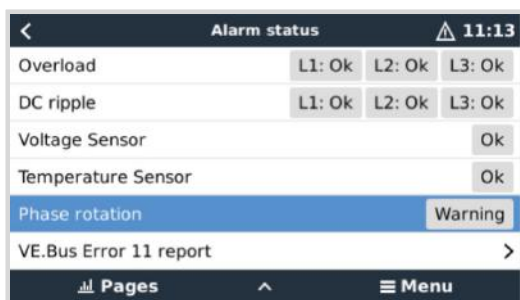 Alarm status 11:13
Overload L1: Ok L2: Ok L3: Ok
DC ripple L1: Ok L2: Ok L3: Ok
Voltage Sensor Ok
Temperature Sensor Ok
Phase rotation Warning
VE.Bus Error 11 report
Pages Menu